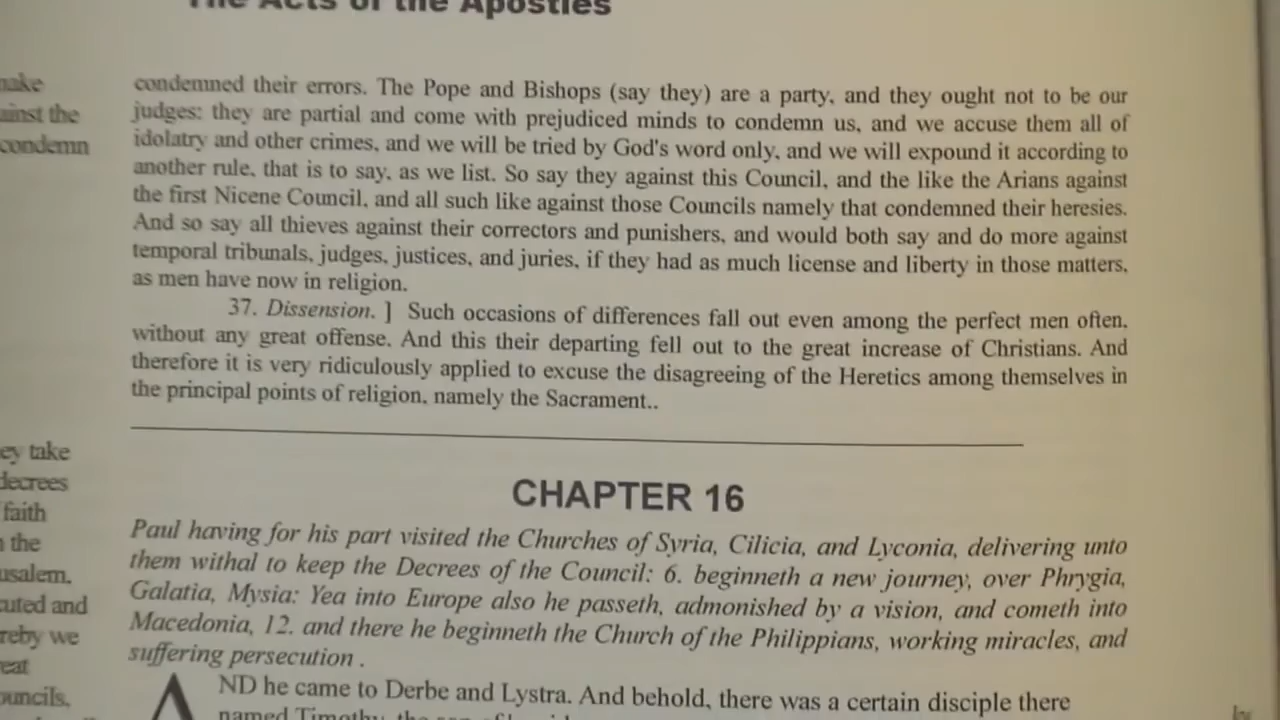 The Acts of the Apostles
condemned their errors. The Pope and Bishops (say they) are a party, and they ought not to be our
judges: they are partial and come with prejudiced minds to condemn us, and we accuse them all of
idolatry and other crimes, and we will be tried by God's word only, and we will expound it according to
another rule, that is to say, as we list. So say they against this Council, and the like the Arians against
the first Nicene Council, and all such like against those Councils namely that condemned their heresies.
And so say all thieves against their correctors and punishers, and would both say and do more against
temporal tribunals, judges, justices, and juries, if they had as much license and liberty in those matters,
as men have now in religion.
37. Dissension. ] Such occasions of differences fall out even among the perfect men often,
without any great offense. And this their departing fell out to the great increase of Christians. And
therefore it is very ridiculously applied to excuse the disagreeing of the Heretics among themselves in
the principal points of religion, namely the Sacrament..
CHAPTER 16
Paul having for his part visited the Churches of Syria, Cilicia, and Lyconia, delivering unto
them withal to keep the Decrees of the Council: 6. beginneth a new journey, over Phrygia,
Galatia, Mysia: Yea into Europe also he passeth, admonished by a vision, and cometh into
Macedonia, 12. and there he beginneth the Church of the Philippians, working miracles, and
suffering persecution .
AND he came to Derbe and Lystra. And behold, there was a certain disciple there
named Timothy, the son of
the
condemn
take
decrees
faith
the
and
we